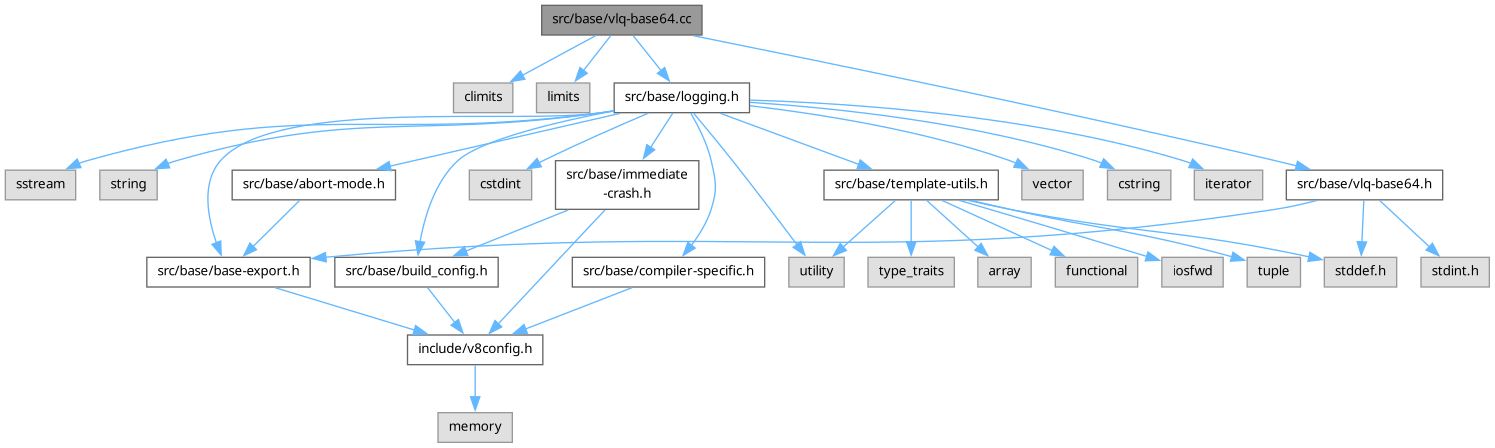 src/base/vlq-base64.cc
climits
limits
src/base/logging.h
sstream
string
src/base/abort-mode.h
cstdint
src/base/immediate
-crash.h
src/base/template-utils.h
vector
cstring
iterator
src/base/vlq-base64.h
src/base/base-export.h
src/base/build_config.h
src/base/compiler-specific.h
utility
type_traits
array
functional
iosfwd
tuple
stddef.h
stdint.h
include/v8config.h
memory